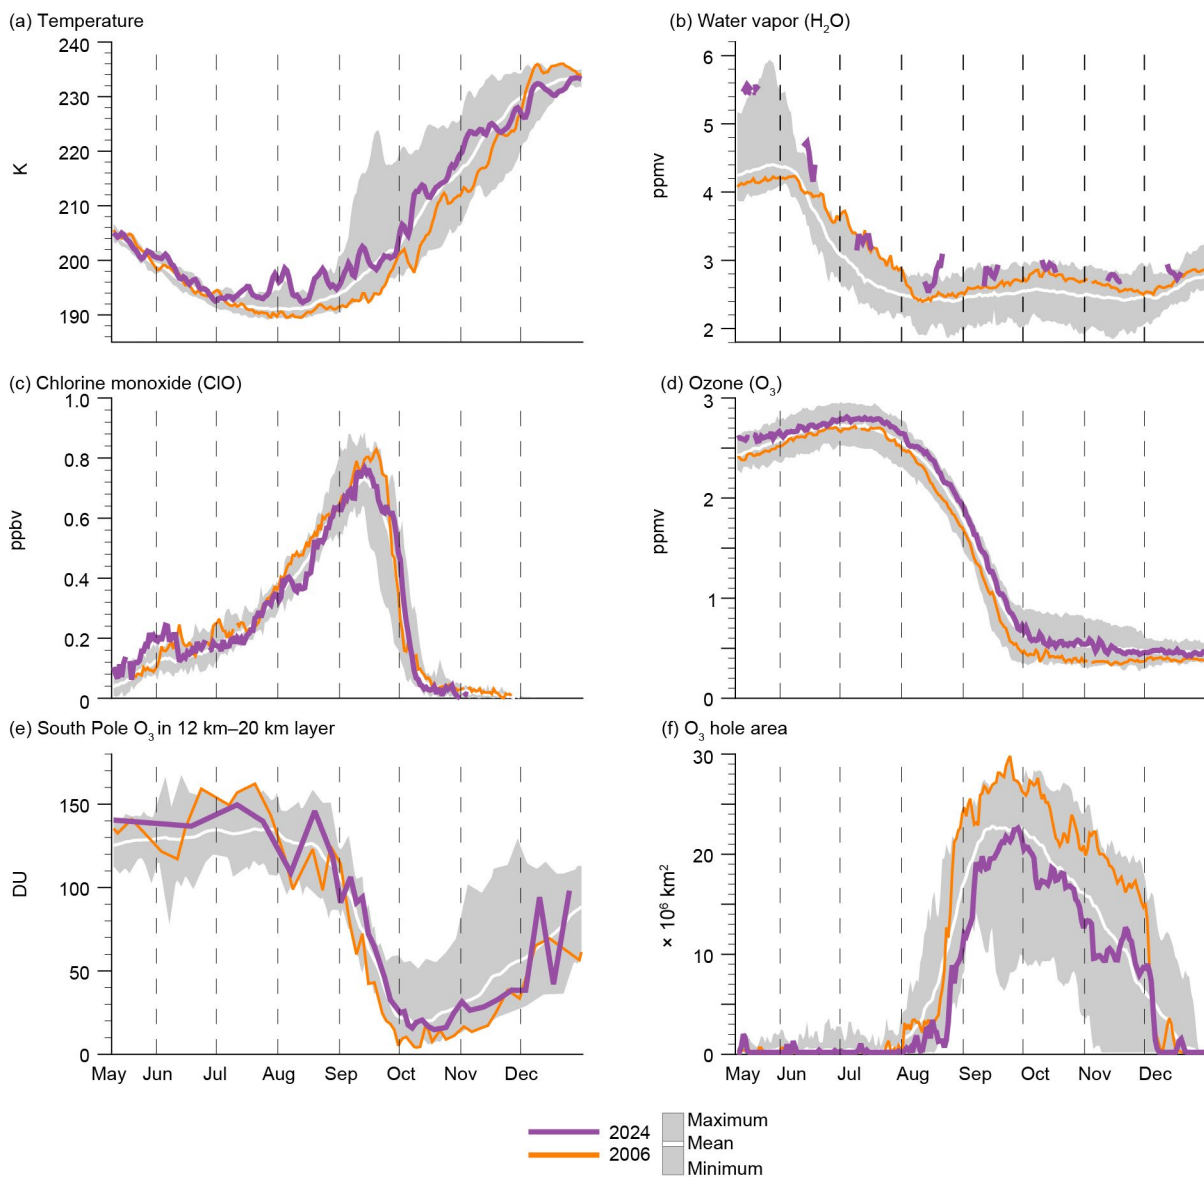 (a) Temperature
(b) Water vapor (H₂O)
240
230
220
210
200
190
K
6
5
4
3
2
ppmv
(c) Chlorine monoxide (ClO)
(d) Ozone (O₃)
1.0
0.8
0.6
0.4
0.2
0
ppbv
3
2
1
0
ppmv
(e) South Pole O₃ in 12 km–20 km layer
(f) O₃ hole area
150
100
50
0
DU
30
20
10
0
× 10⁶ km²
May Jun Jul Aug Sep Oct Nov Dec
May Jun Jul Aug Sep Oct Nov Dec
2024
2006
Maximum
Mean
Minimum